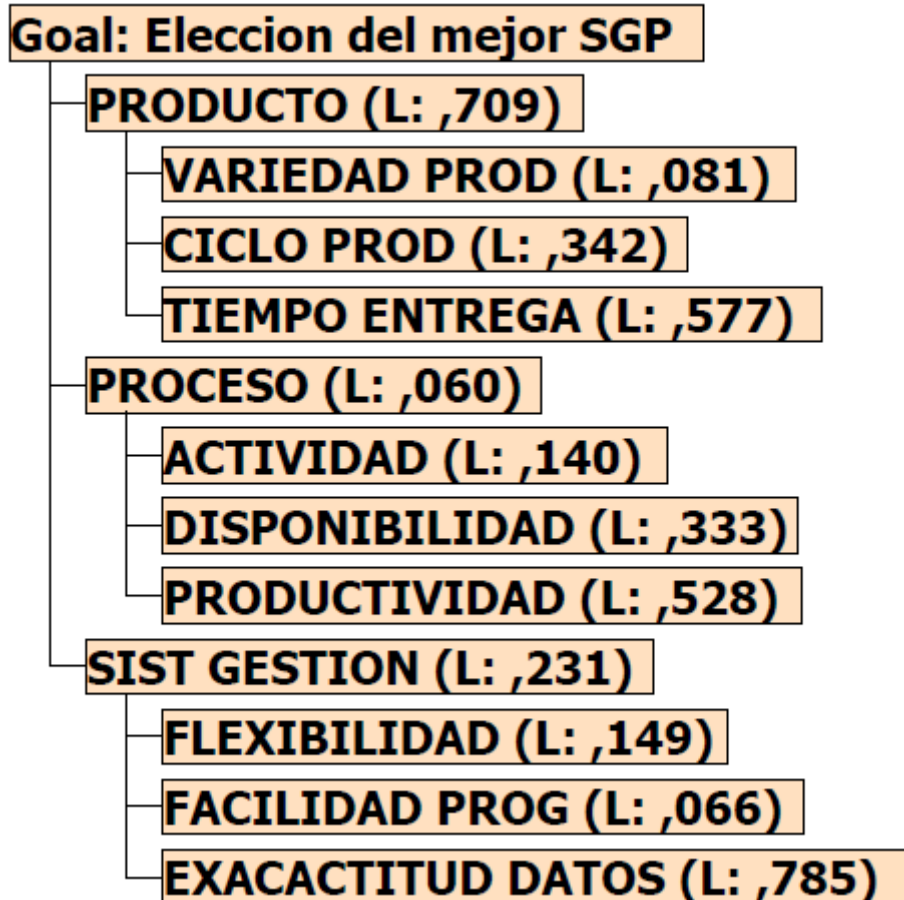 Goal: Eleccion del mejor SGP
PRODUCTO (L: ,709)
VARIEDAD PROD (L: ,081)
CICLO PROD (L: ,342)
TIEMPO ENTREGA (L: ,577)
PROCESO (L: ,060)
ACTIVIDAD (L: ,140)
DISPONIBILIDAD (L: ,333)
PRODUCTIVIDAD (L: ,528)
SIST GESTION (L: ,231)
FLEXIBILIDAD (L: ,149)
FACILIDAD PROG (L: ,066)
EXACACTITUD DATOS (L: ,785)